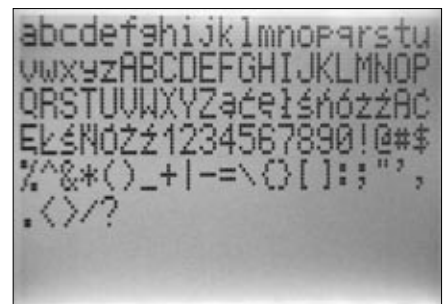 abcdefghijklmnopqrstu
vwxyzABCDEFGHIJKLMNOP
QRSTUVWXYZąćęłśńóżźĄĆ
ĘŁŚŃÓŻŹ1234567890!@#$
%^&*()_+|-=\{}[]:;"',
.<>/?